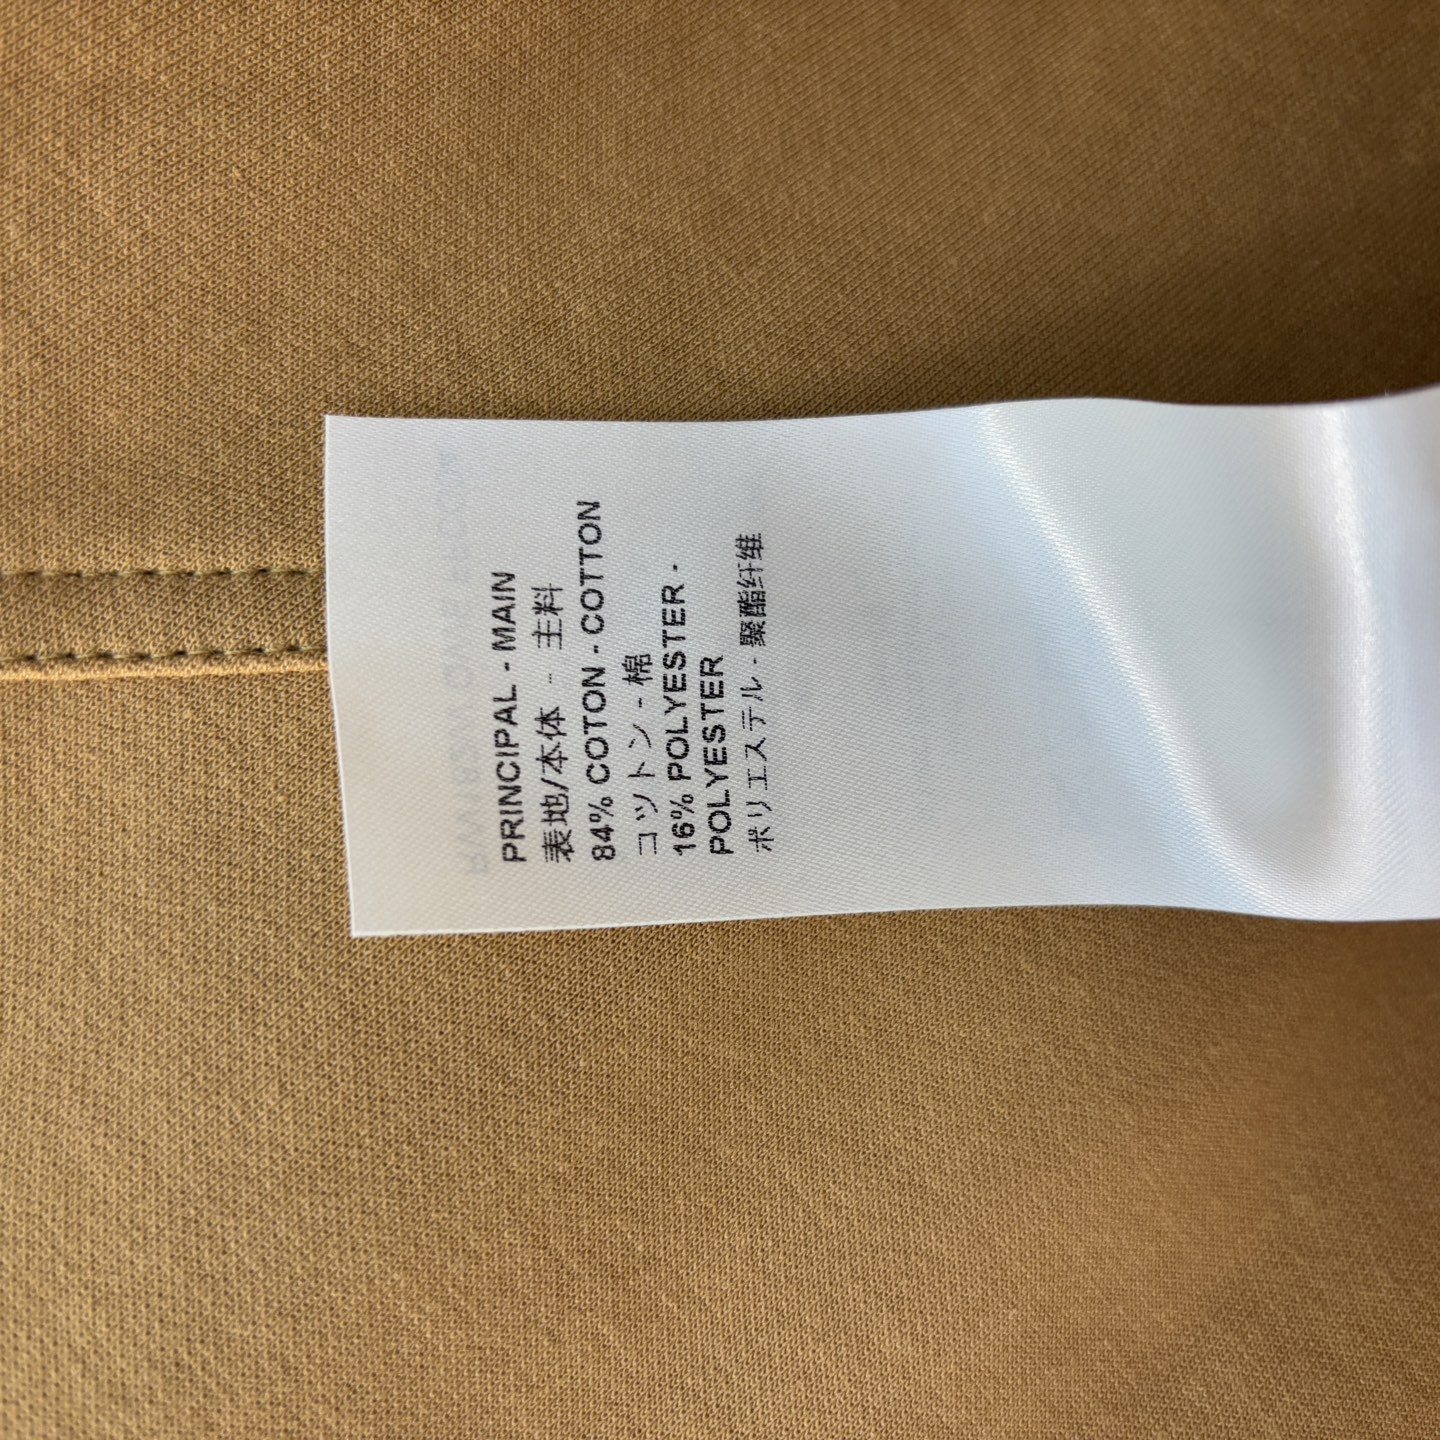 PRINCIPAL - MAIN
表地/本体 - 主料
84% COTON - COTTON
コットン - 棉
16% POLYESTER -
POLYESTER
ポリエステル - 聚酯纤维